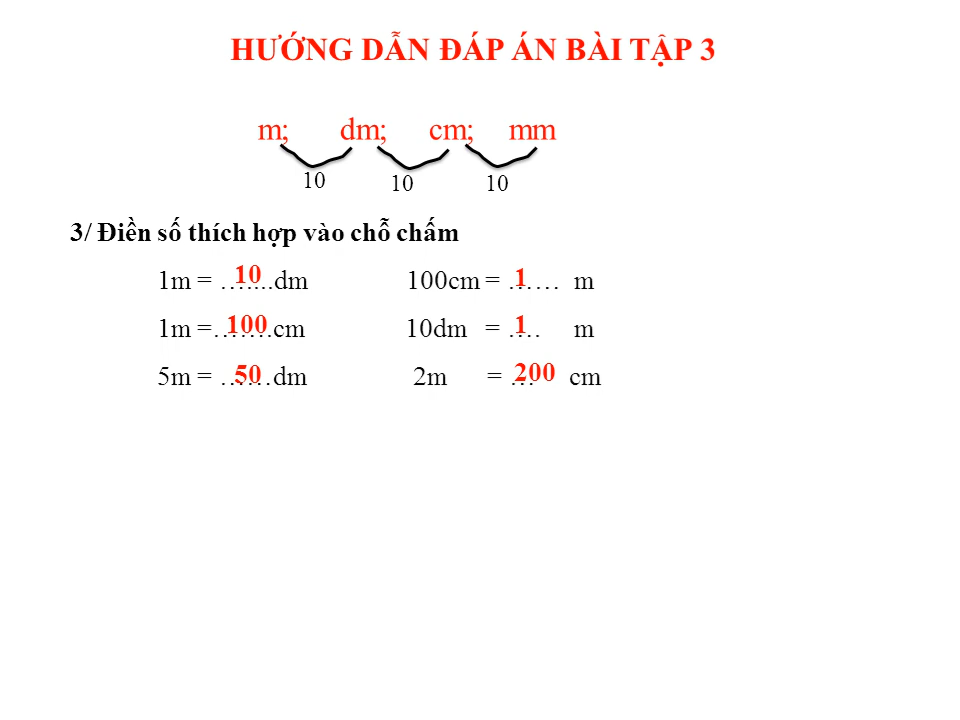 HƯỚNG DẪN ĐÁP ÁN BÀI TẬP 3
m; dm; cm; mm
10 10 10
3/ Điền số thích hợp vào chỗ chấm
1m = …10....dm 100cm = …1… m
1m =…100….cm 10dm = …1. m
5m = …50…dm 2m = …200 cm